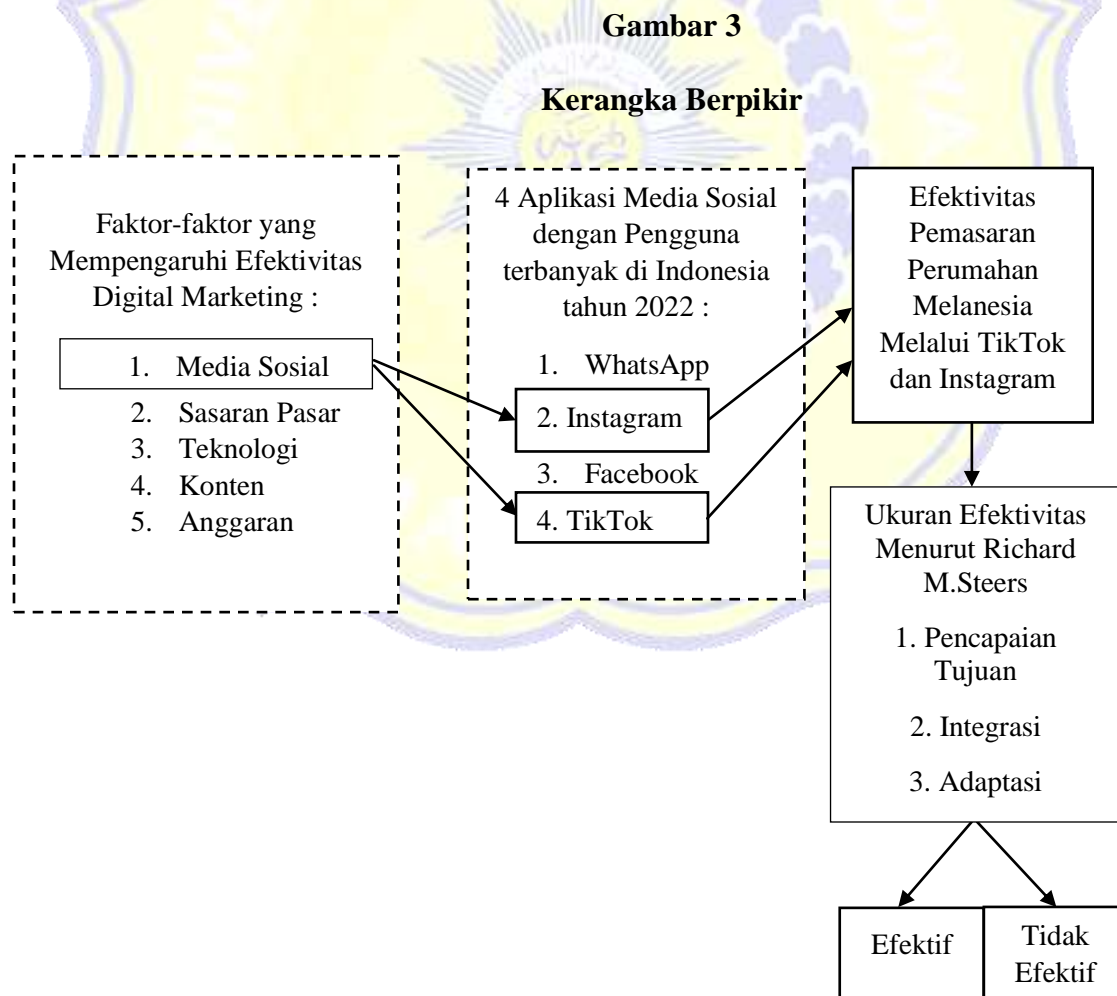 Gambar 3
Kerangka Berpikir
Faktor-faktor yang
Mempengaruhi Efektivitas
Digital Marketing :
1. Media Sosial
2. Sasaran Pasar
3. Teknologi
4. Konten
5. Anggaran
4 Aplikasi Media Sosial
dengan Pengguna
terbanyak di Indonesia
tahun 2022 :
1. WhatsApp
2. Instagram
3. Facebook
4. TikTok
Efektivitas
Pemasaran
Perumahan
Melanesia
Melalui TikTok
dan Instagram
Ukuran Efektivitas
Menurut Richard
M.Steers
1. Pencapaian
Tujuan
2. Integrasi
3. Adaptasi
Efektif
Tidak
Efektif